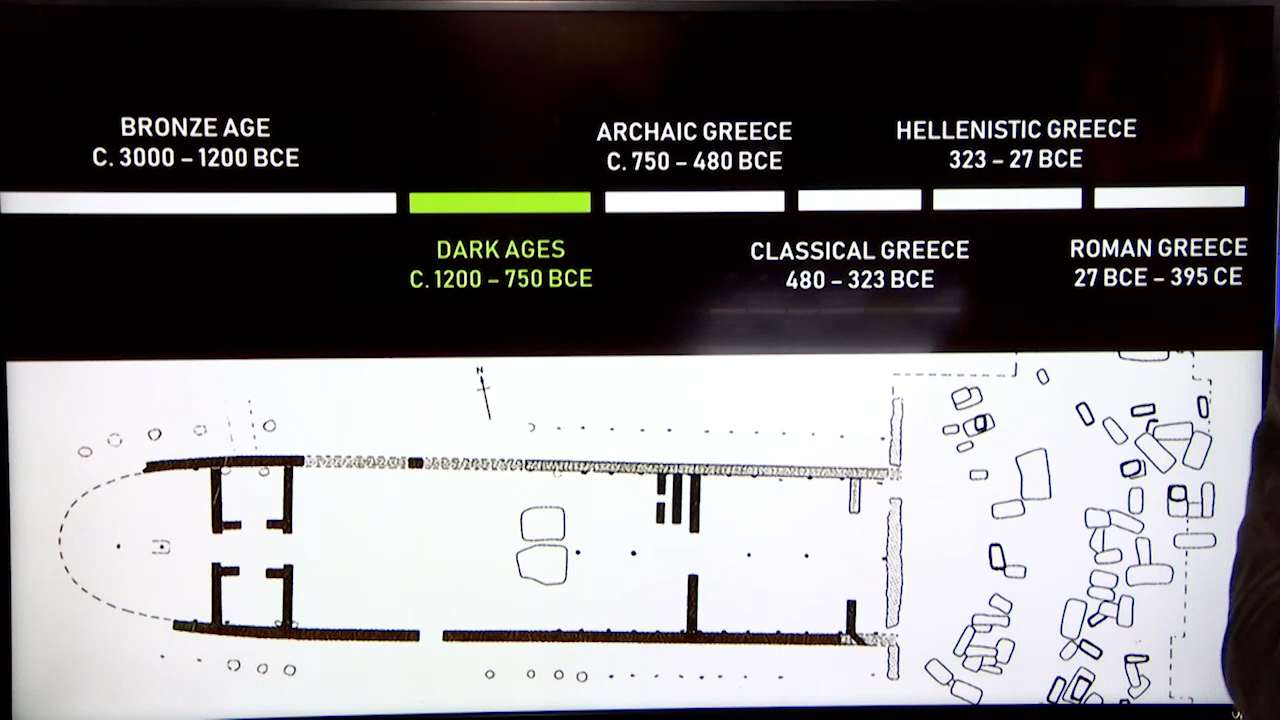 BRONZE AGE
C. 3000 – 1200 BCE
ARCHAIC GREECE
C. 750 – 480 BCE
HELLENISTIC GREECE
323 – 27 BCE
DARK AGES
C. 1200 – 750 BCE
CLASSICAL GREECE
480 – 323 BCE
ROMAN GREECE
27 BCE – 395 CE
N